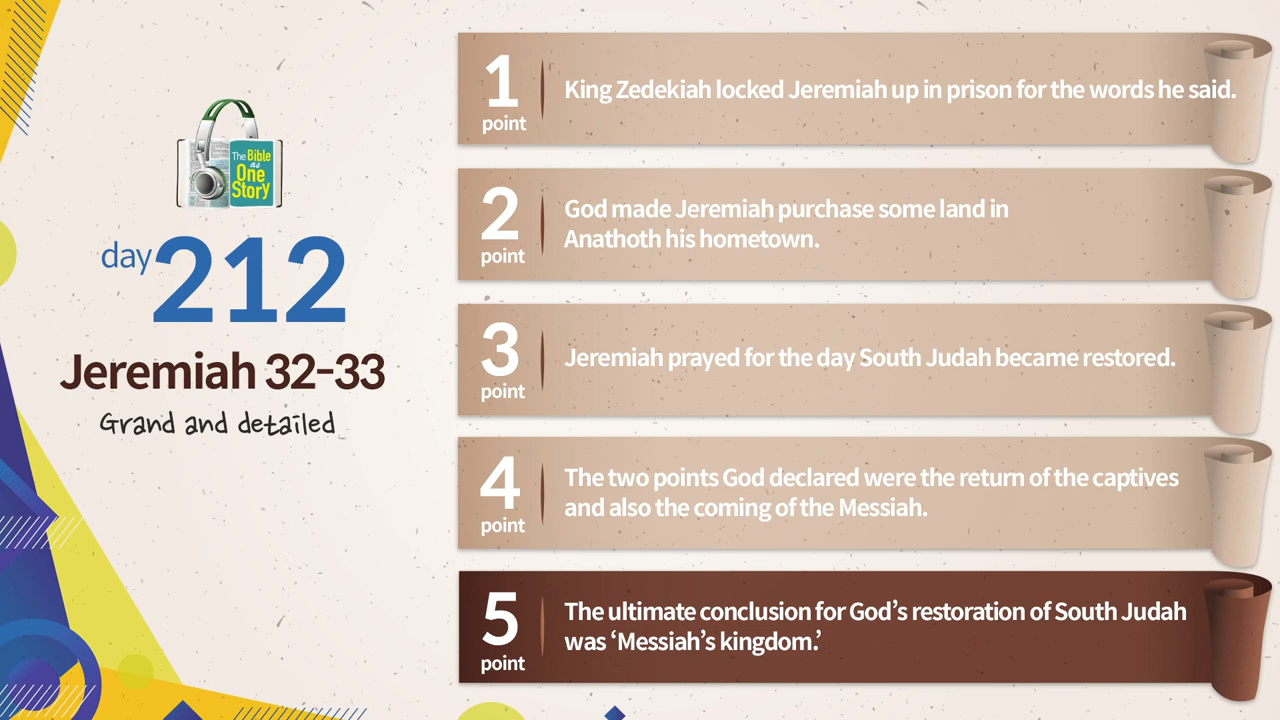 The Bible
as
One
Story
day 212
Jeremiah 32-33
Grand and detailed
1
point
King Zedekiah locked Jeremiah up in prison for the words he said.
2
point
God made Jeremiah purchase some land in
Anathoth his hometown.
3
point
Jeremiah prayed for the day South Judah became restored.
4
point
The two points God declared were the return of the captives
and also the coming of the Messiah.
5
point
The ultimate conclusion for God’s restoration of South Judah
was ‘Messiah’s kingdom.’